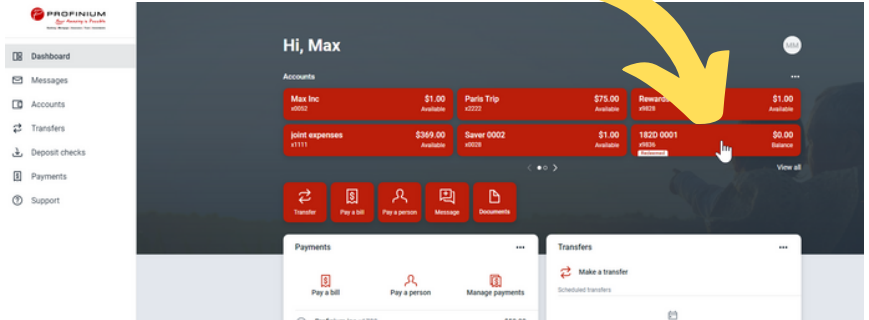 PROFINIUM
Dashboard
Messages
Accounts
Transfers
Deposit checks
Payments
Support
Hi, Max
MM
Accounts
Max Inc $1.00
x0052 Available
Paris Trip $75.00
x2222 Available
Rewards $1.00
x9828 Available
joint expenses $369.00
x1111 Available
Saver 0002 $1.00
x0028 Available
182D 0001 $0.00
x9836 Balance
Redeemed
View all
Transfer
Pay a bill
Pay a person
Message
Documents
Payments
Pay a bill
Pay a person
Manage payments
Transfers
Make a transfer
Scheduled transfers